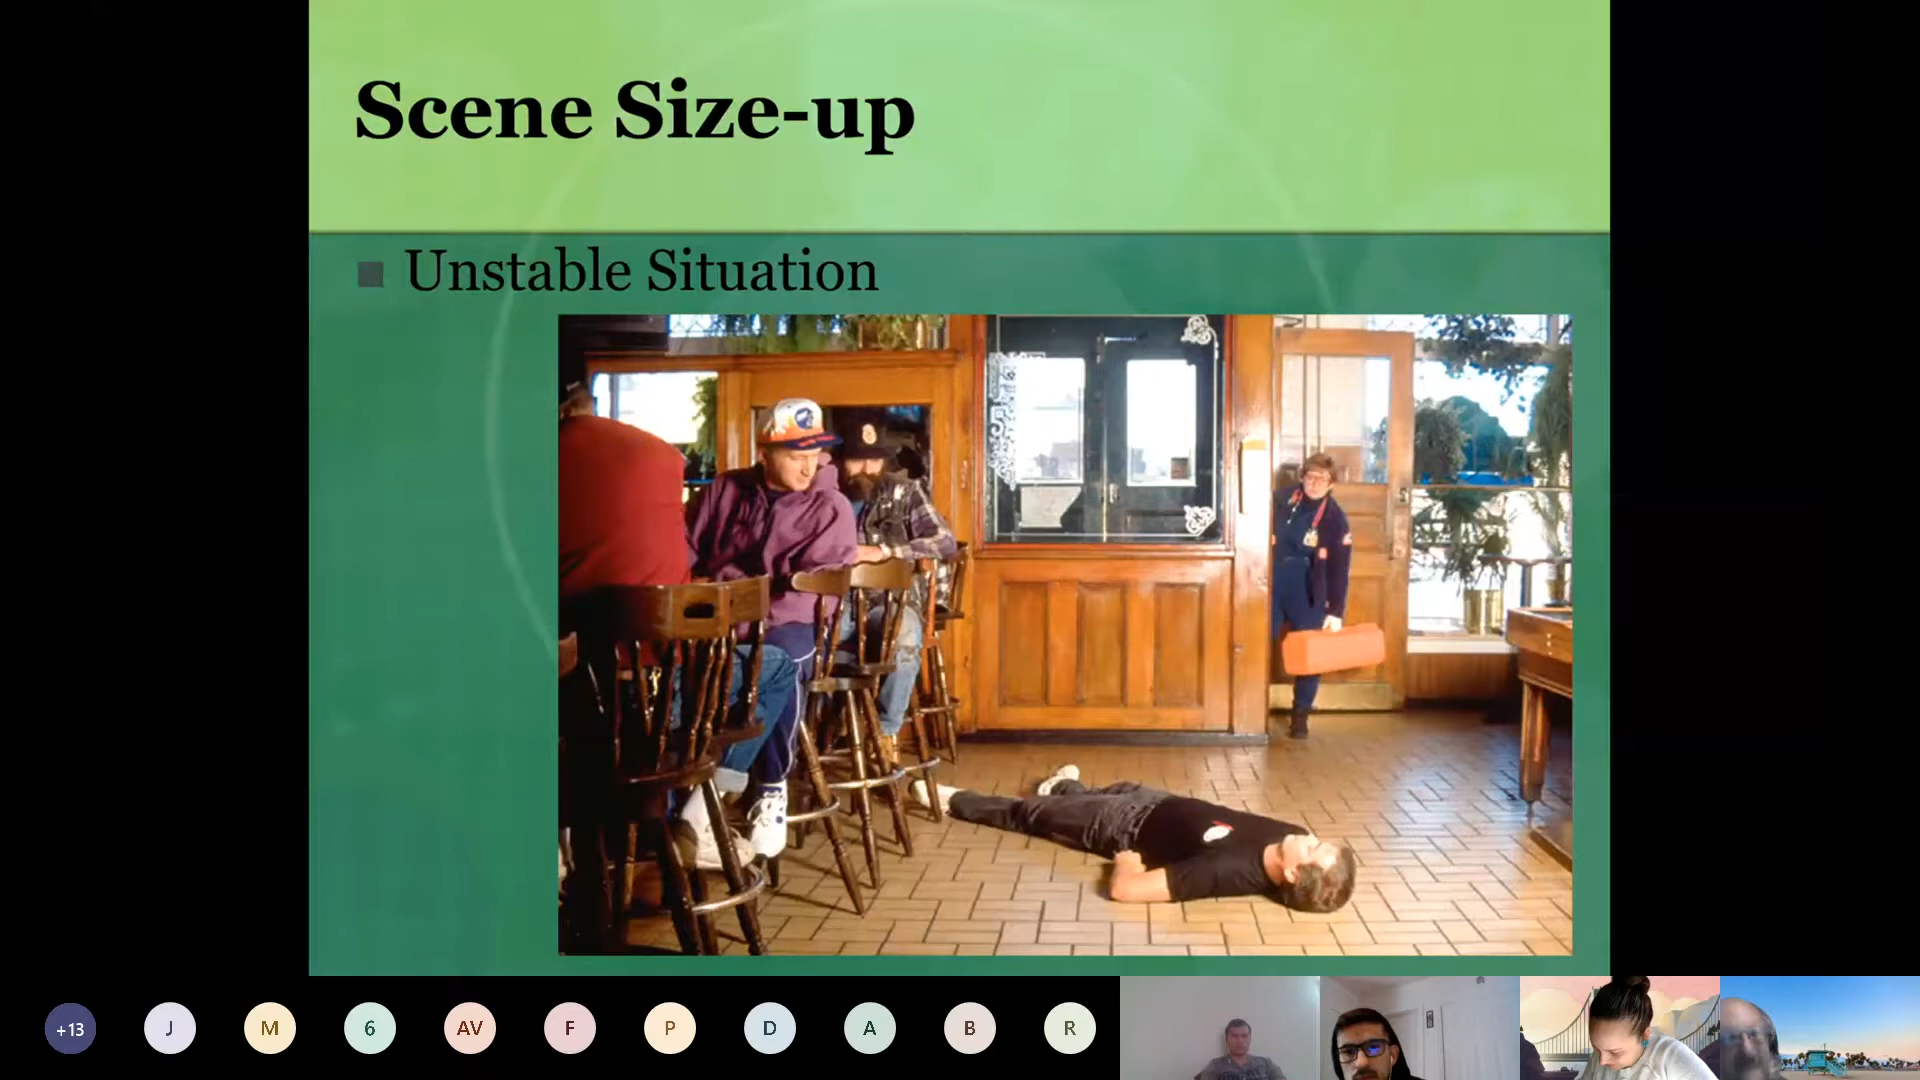 Scene Size-up
Unstable Situation
+13
J
M
6
AV
F
P
D
A
B
R